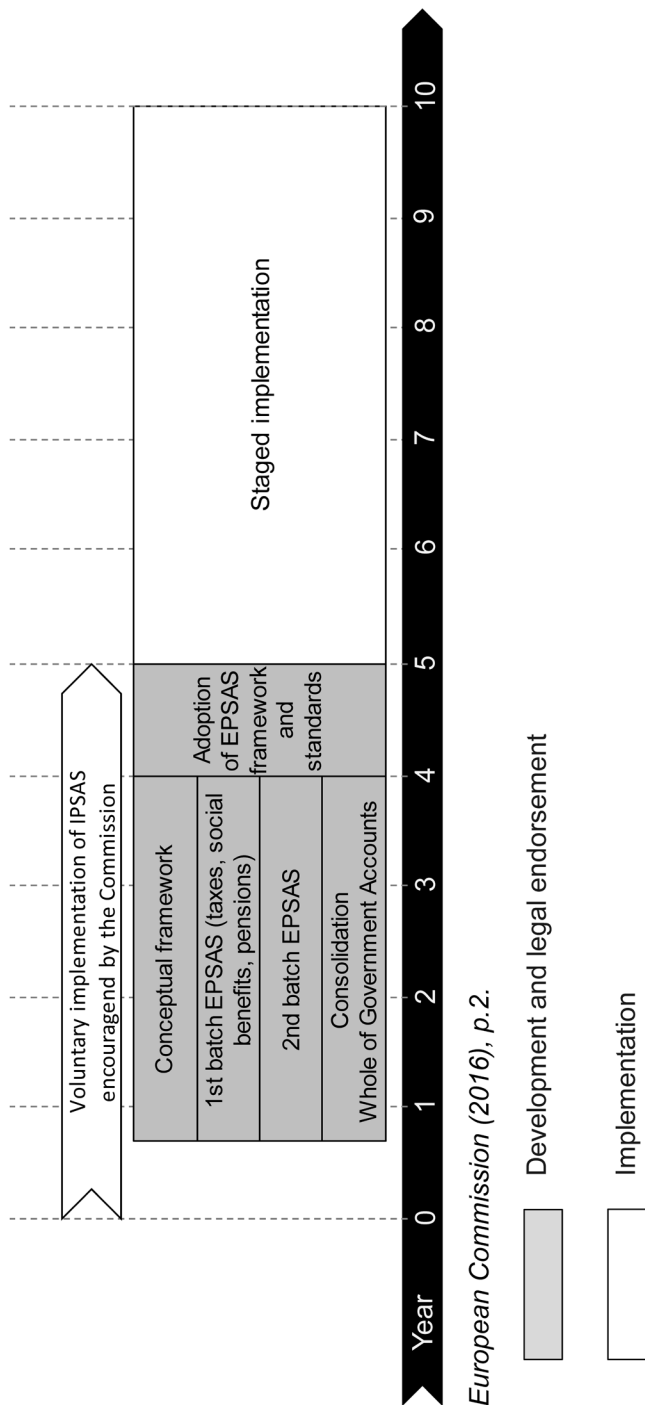 Voluntary implementation of IPSAS
encouragend by the Commission
Conceptual framework
1st batch EPSAS (taxes, social
benefits, pensions)
2nd batch EPSAS
Consolidation
Whole of Government Accounts
Adoption
of EPSAS
framework
and
standards
Staged implementation
Year 0 1 2 3 4 5 6 7 8 9 10
European Commission (2016), p.2.
Development and legal endorsement
Implementation